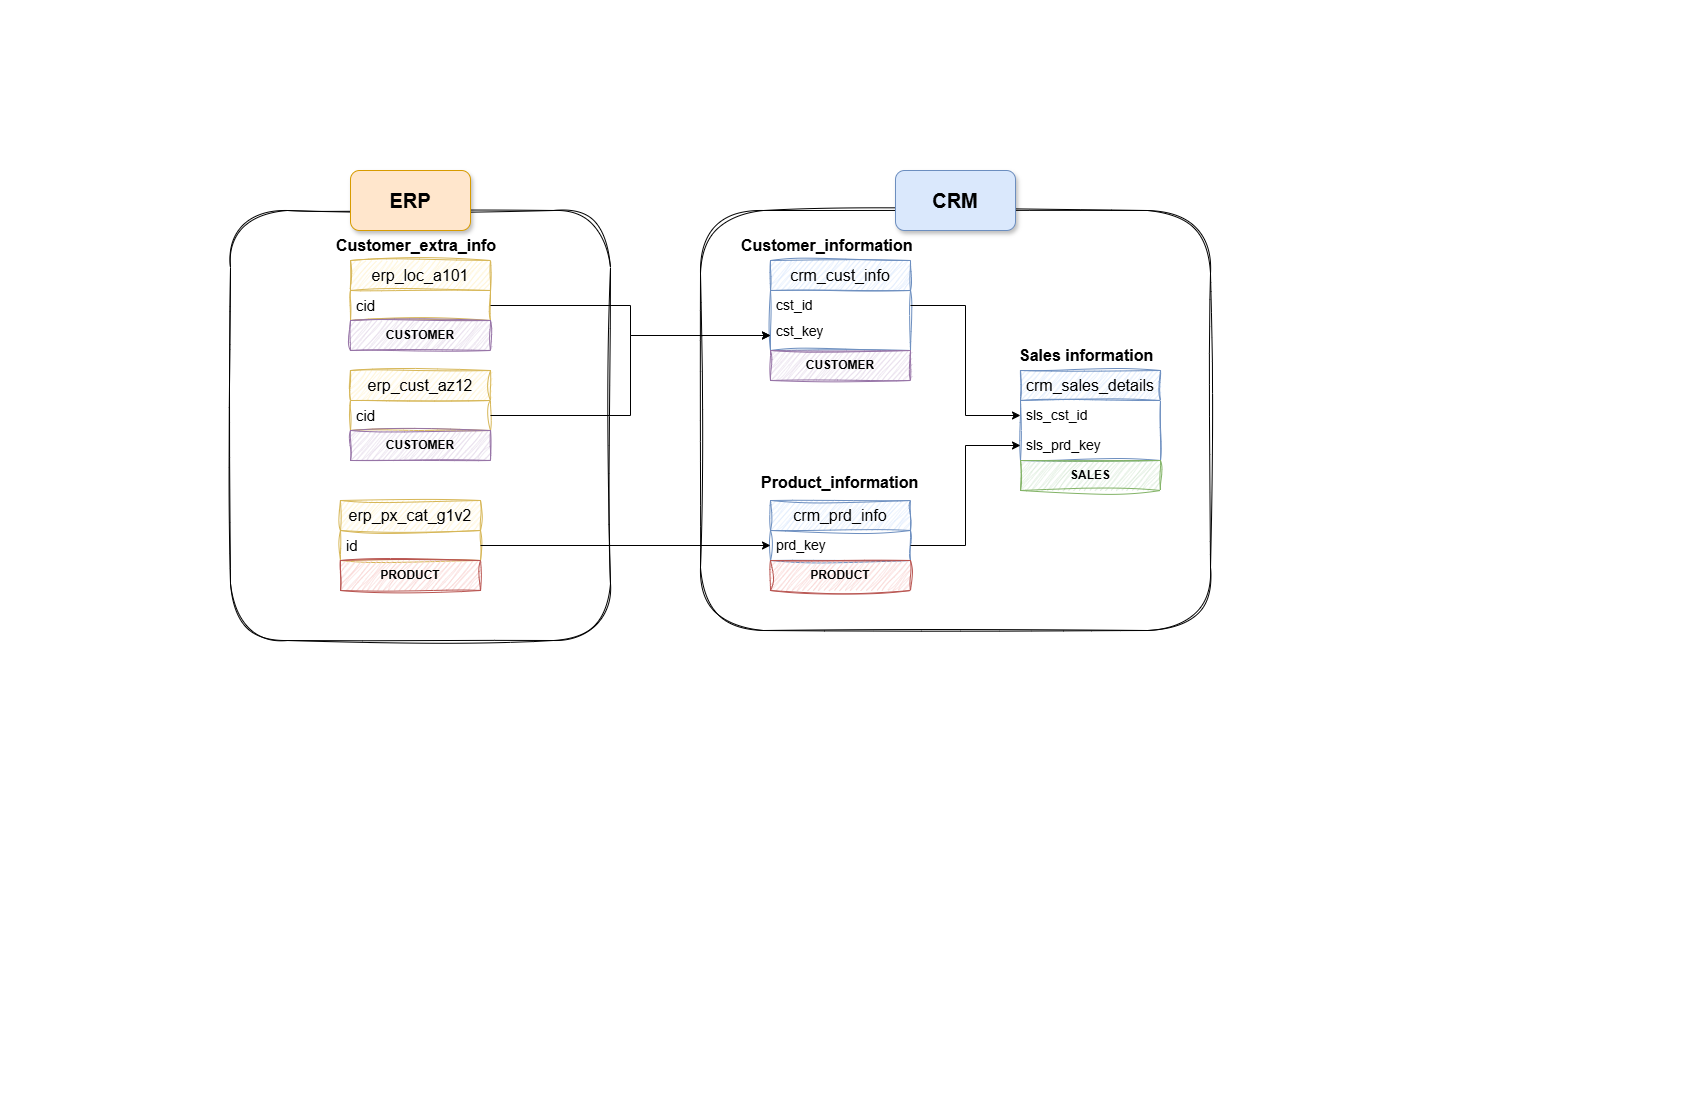 ERP
Customer_extra_info
erp_loc_a101
cid
CUSTOMER
erp_cust_az12
cid
CUSTOMER
erp_px_cat_g1v2
id
PRODUCT
CRM
Customer_information
crm_cust_info
cst_id
cst_key
CUSTOMER
Product_information
crm_prd_info
prd_key
PRODUCT
Sales information
crm_sales_details
sls_cst_id
sls_prd_key
SALES